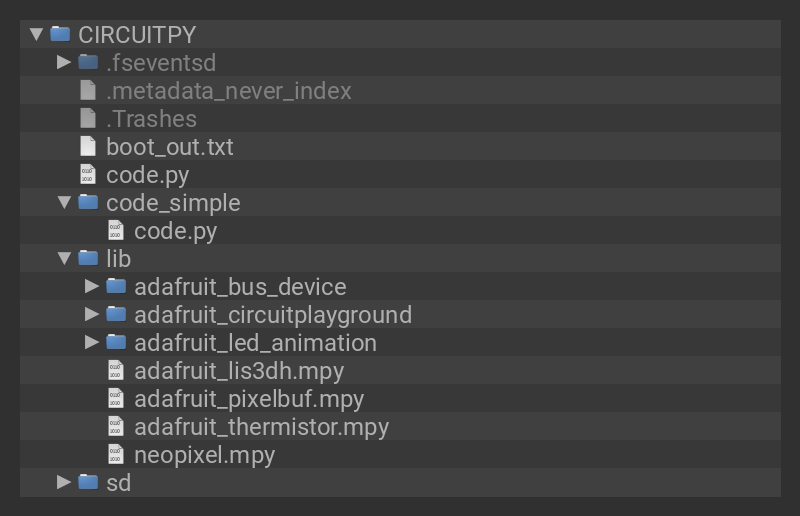 CIRCUITPY
.fseventsd
.metadata_never_index
.Trashes
boot_out.txt
code.py
code_simple
code.py
lib
adafruit_bus_device
adafruit_circuitplayground
adafruit_led_animation
adafruit_lis3dh.mpy
adafruit_pixelbuf.mpy
adafruit_thermistor.mpy
neopixel.mpy
sd